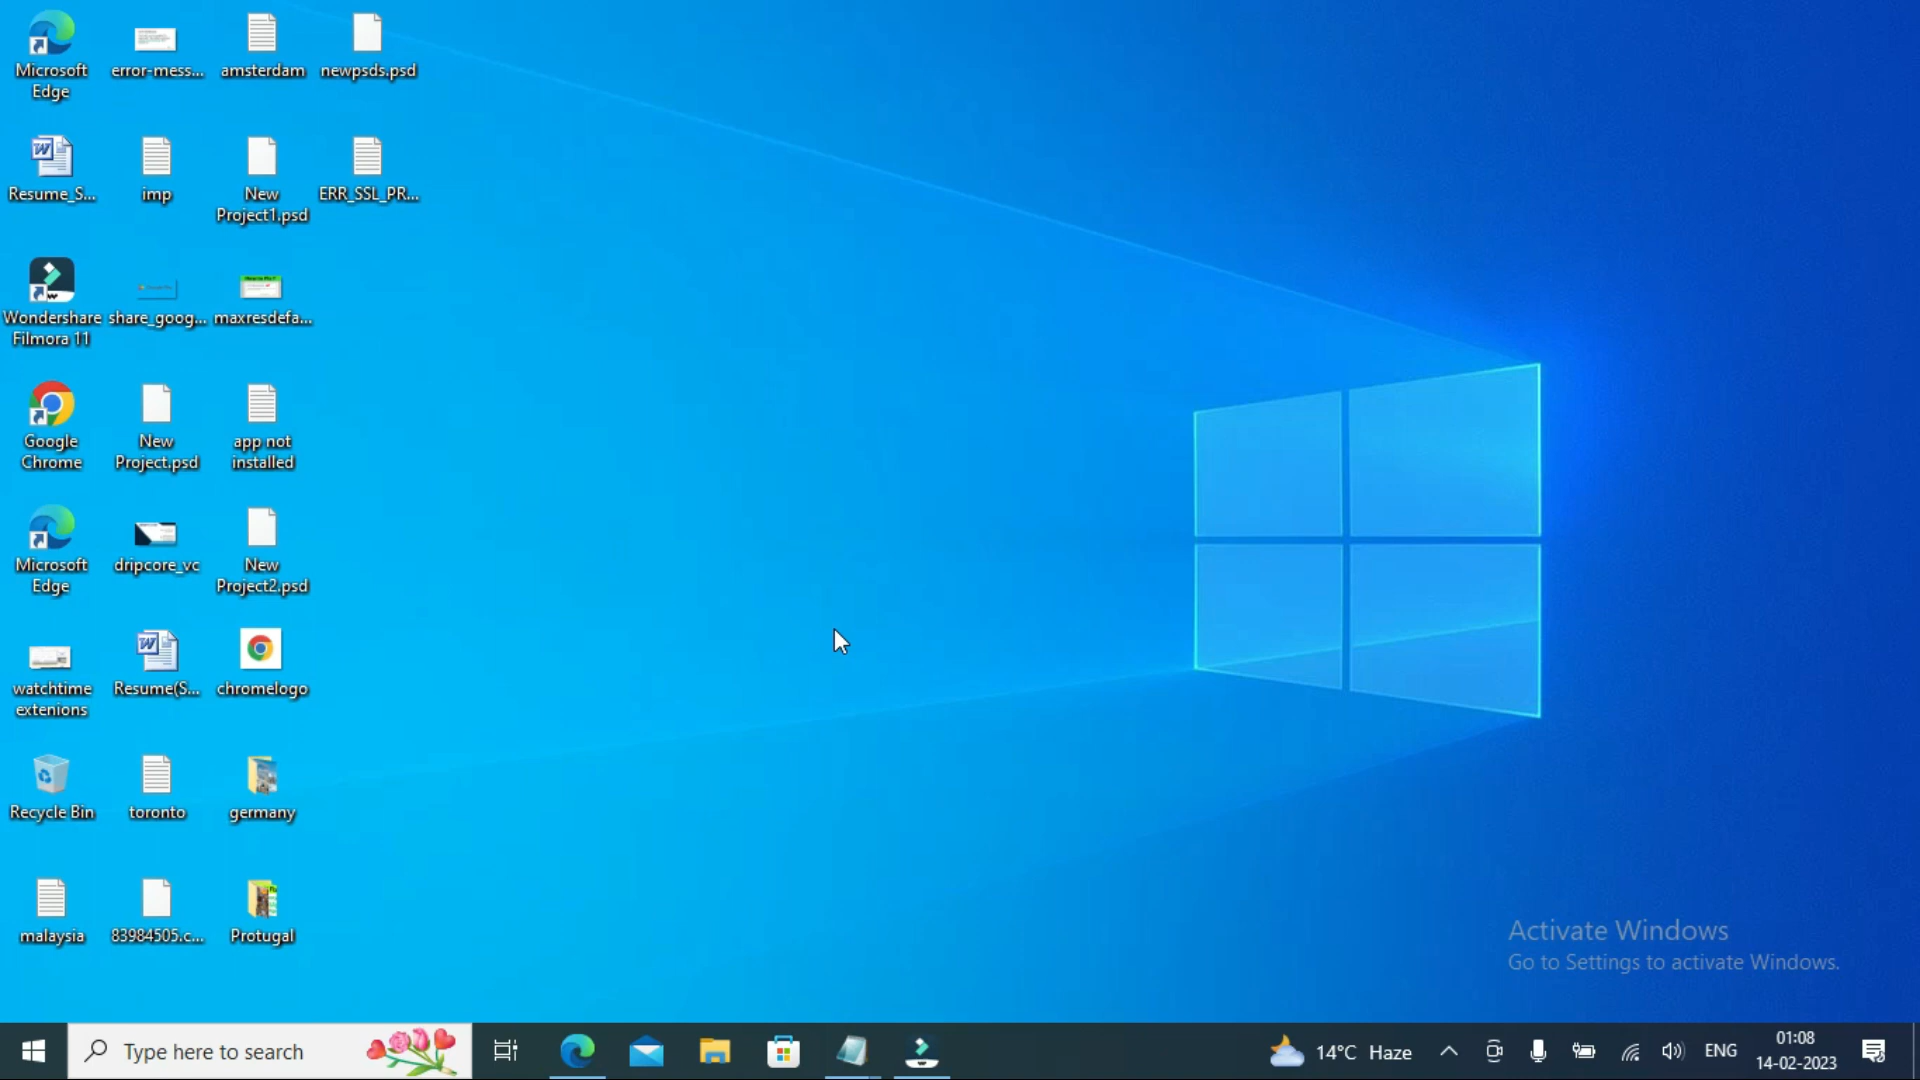 Microsoft
Edge
error-mess...
amsterdam
newpsds.psd
Resume_S...
imp
New
Project1.psd
ERR_SSL_PR...
Wondershare
Filmora 11
share_goog...
maxresdefa...
Google
Chrome
New
Project.psd
app not
installed
Microsoft
Edge
dripcore_vc
New
Project2.psd
watchtime
extenions
Resume(S...
chromelogo
Recycle Bin
toronto
germany
malaysia
83984505.c...
Protugal
Activate Windows
Go to Settings to activate Windows.
Type here to search
14°C Haze
ENG
01:08
14-02-2023